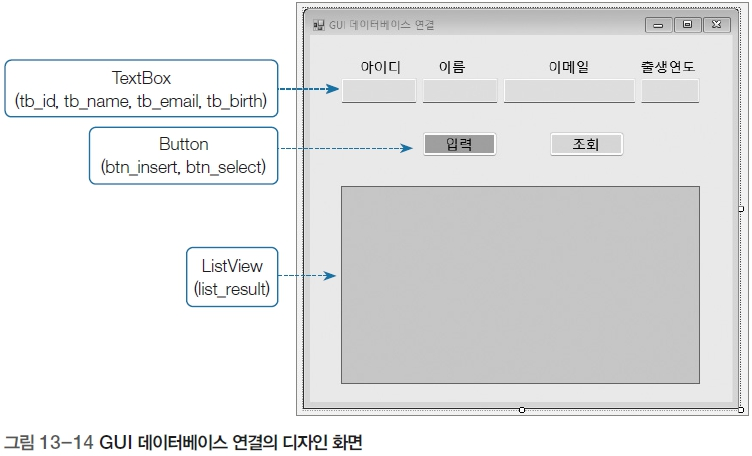 GUI 데이터베이스 연결
아이디 이름 이메일 출생연도
TextBox
(tb_id, tb_name, tb_email, tb_birth)
Button
(btn_insert, btn_select)
입력 조회
ListView
(list_result)
그림 13-14 GUI 데이터베이스 연결의 디자인 화면